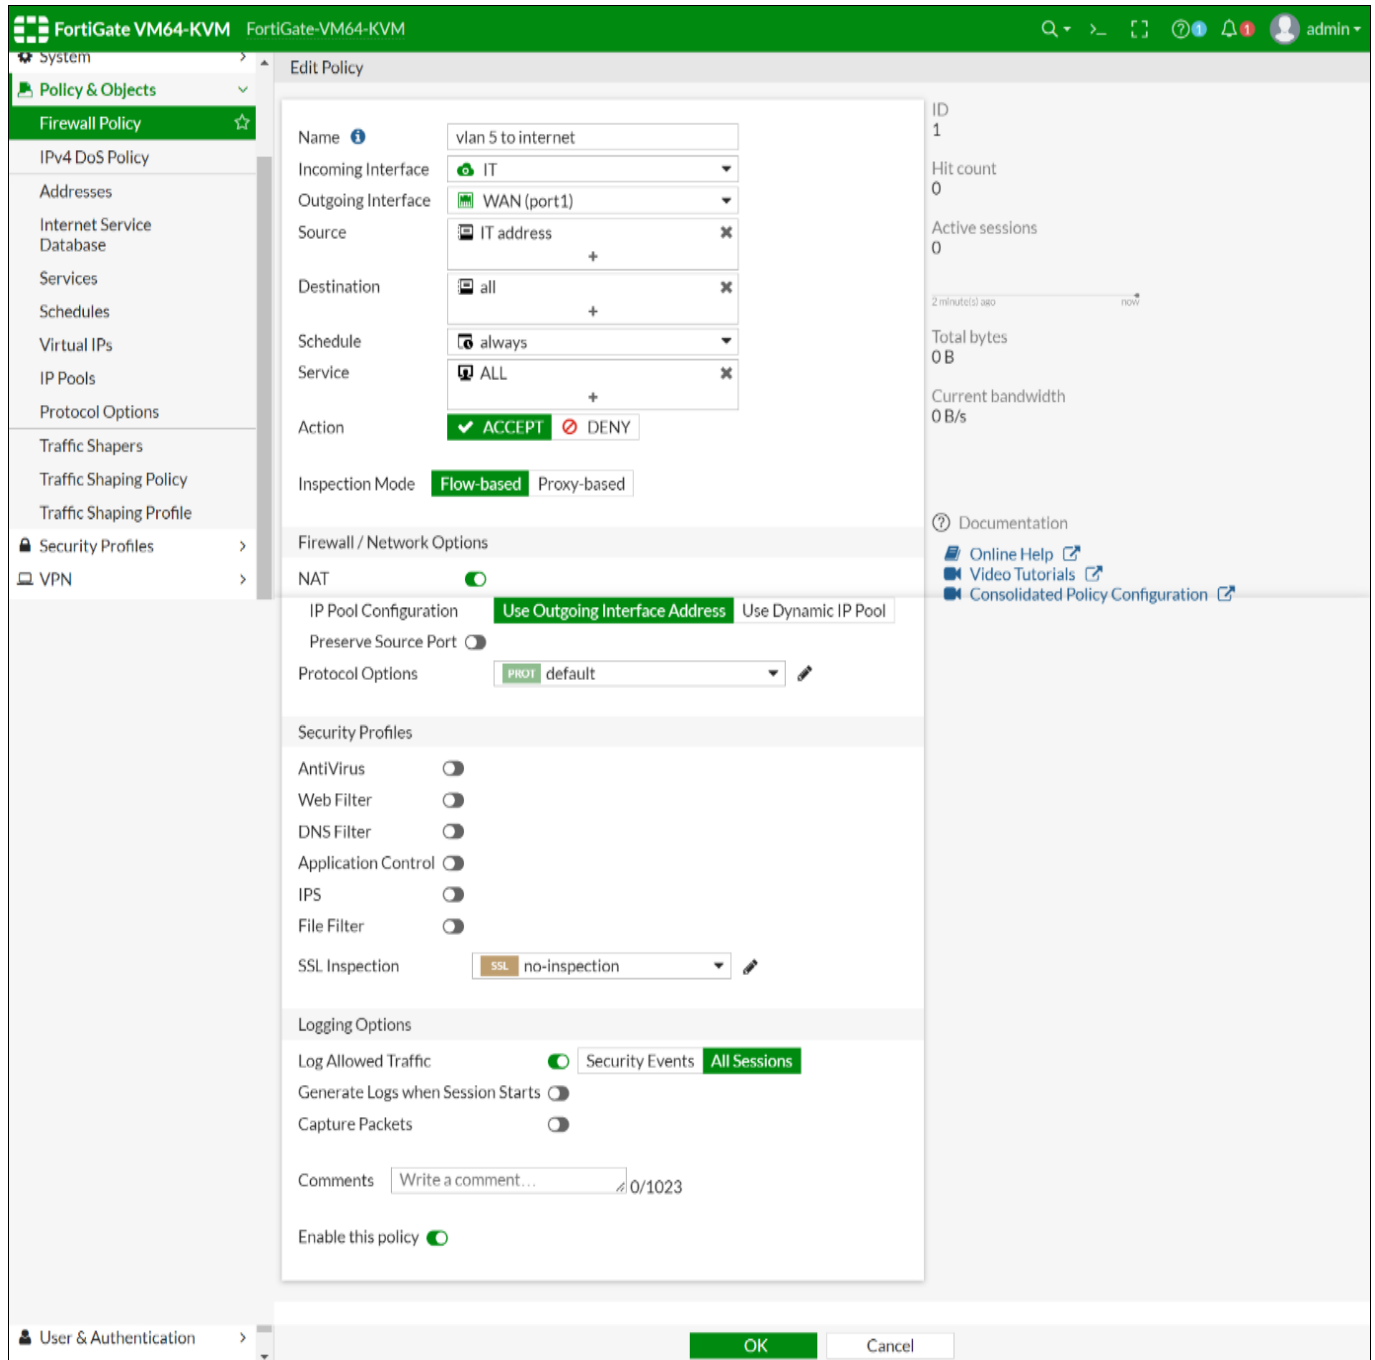 FortiGate VM64-KVM FortiGate-VM64-KVM
1 1 admin
System
Policy & Objects
Firewall Policy
IPv4 DoS Policy
Addresses
Internet Service
Database
Services
Schedules
Virtual IPs
IP Pools
Protocol Options
Traffic Shapers
Traffic Shaping Policy
Traffic Shaping Profile
Security Profiles
VPN
User & Authentication
Edit Policy
Name vlan 5 to internet
Incoming Interface IT
Outgoing Interface WAN (port1)
Source IT address
+
Destination all
+
Schedule always
Service ALL
+
Action ACCEPT DENY
Inspection Mode Flow-based Proxy-based
Firewall / Network Options
NAT
IP Pool Configuration Use Outgoing Interface Address Use Dynamic IP Pool
Preserve Source Port
Protocol Options PROT default
Security Profiles
AntiVirus
Web Filter
DNS Filter
Application Control
IPS
File Filter
SSL Inspection SSL no-inspection
Logging Options
Log Allowed Traffic Security Events All Sessions
Generate Logs when Session Starts
Capture Packets
Comments Write a comment... 0/1023
Enable this policy
OK Cancel
ID
1
Hit count
0
Active sessions
0
2 minute(s) ago now
Total bytes
0 B
Current bandwidth
0 B/s
Documentation
Online Help
Video Tutorials
Consolidated Policy Configuration